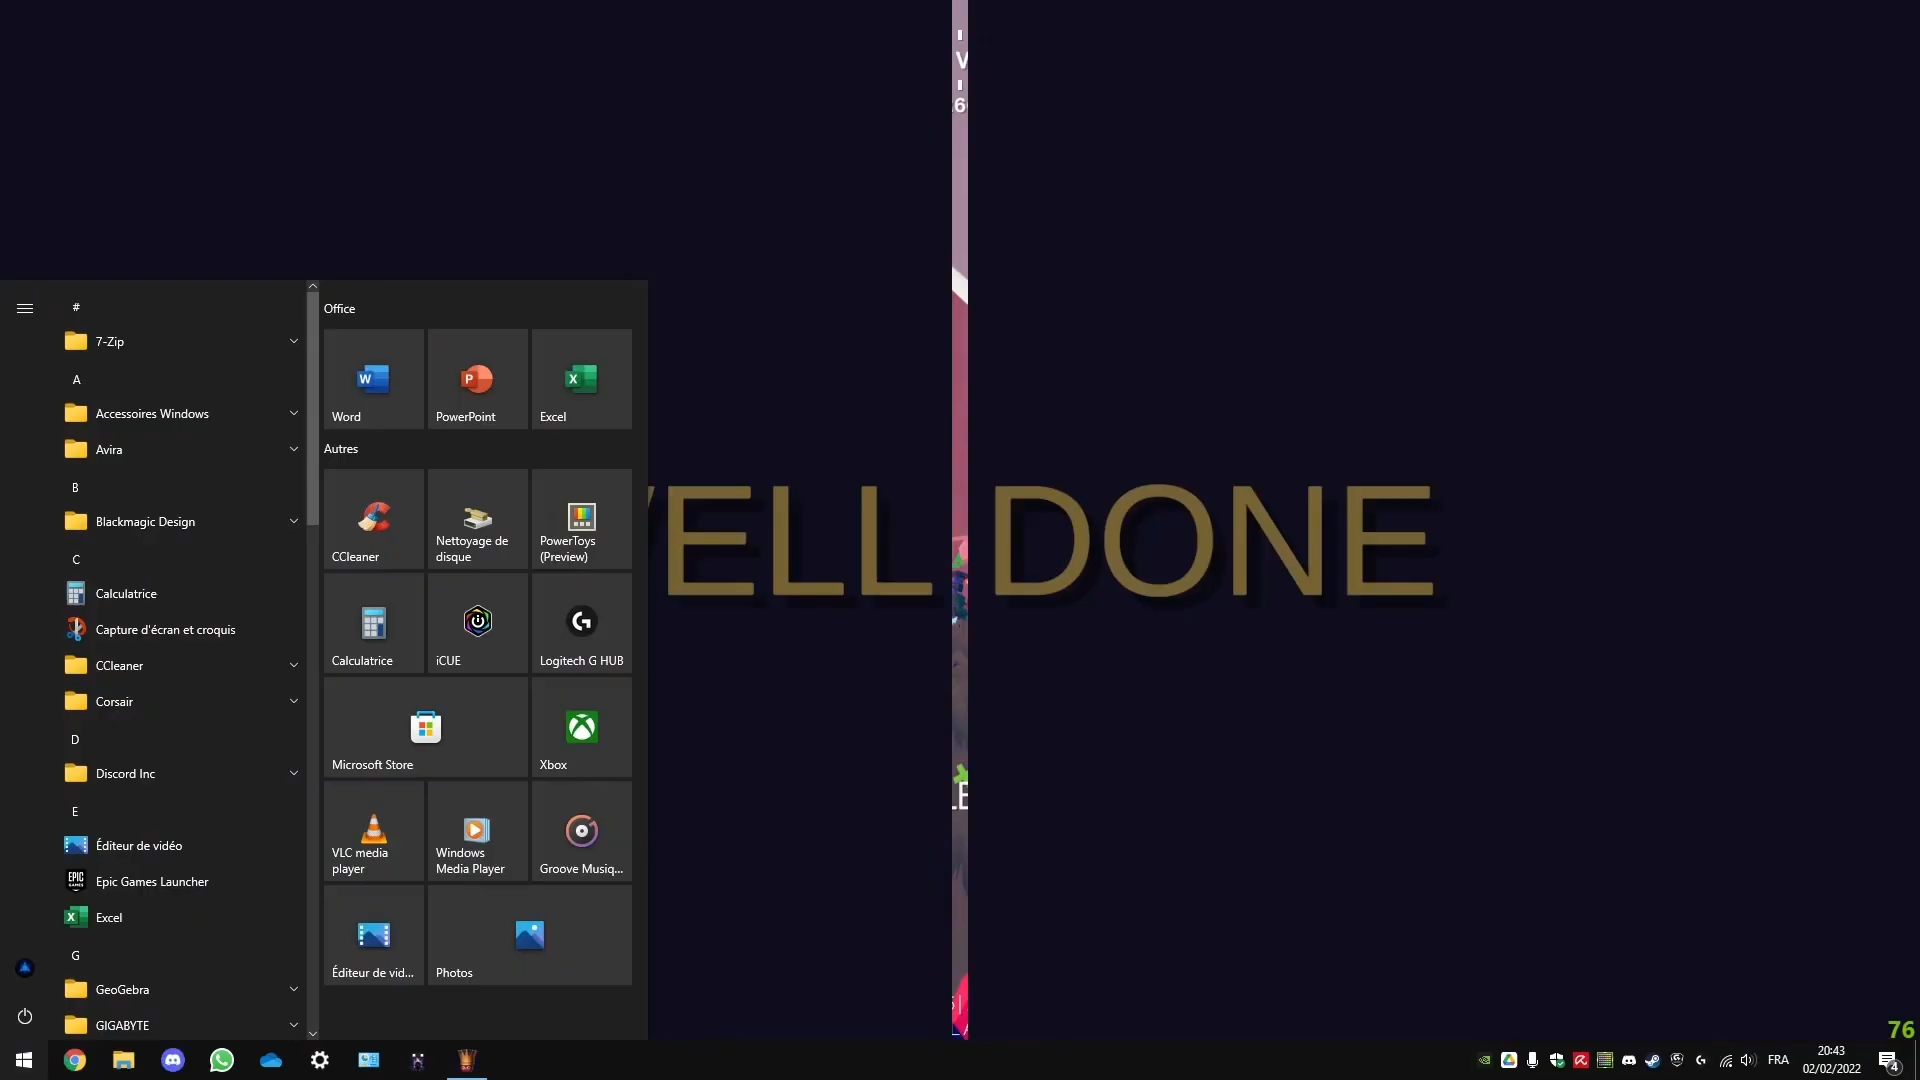 #
7-Zip
A
Accessoires Windows
Avira
B
Blackmagic Design
C
Calculatrice
Capture d'écran et croquis
CCleaner
Corsair
D
Discord Inc
E
Éditeur de vidéo
Epic Games Launcher
Excel
G
GeoGebra
GIGABYTE
Office
Word
PowerPoint
Excel
Autres
CCleaner
Nettoyage de
disque
PowerToys
(Preview)
Calculatrice
iCUE
Logitech G HUB
Microsoft Store
Xbox
VLC media
player
Windows
Media Player
Groove Musiq...
Éditeur de vid...
Photos
ELL DONE
76
FRA
20:43
02/02/2022
4